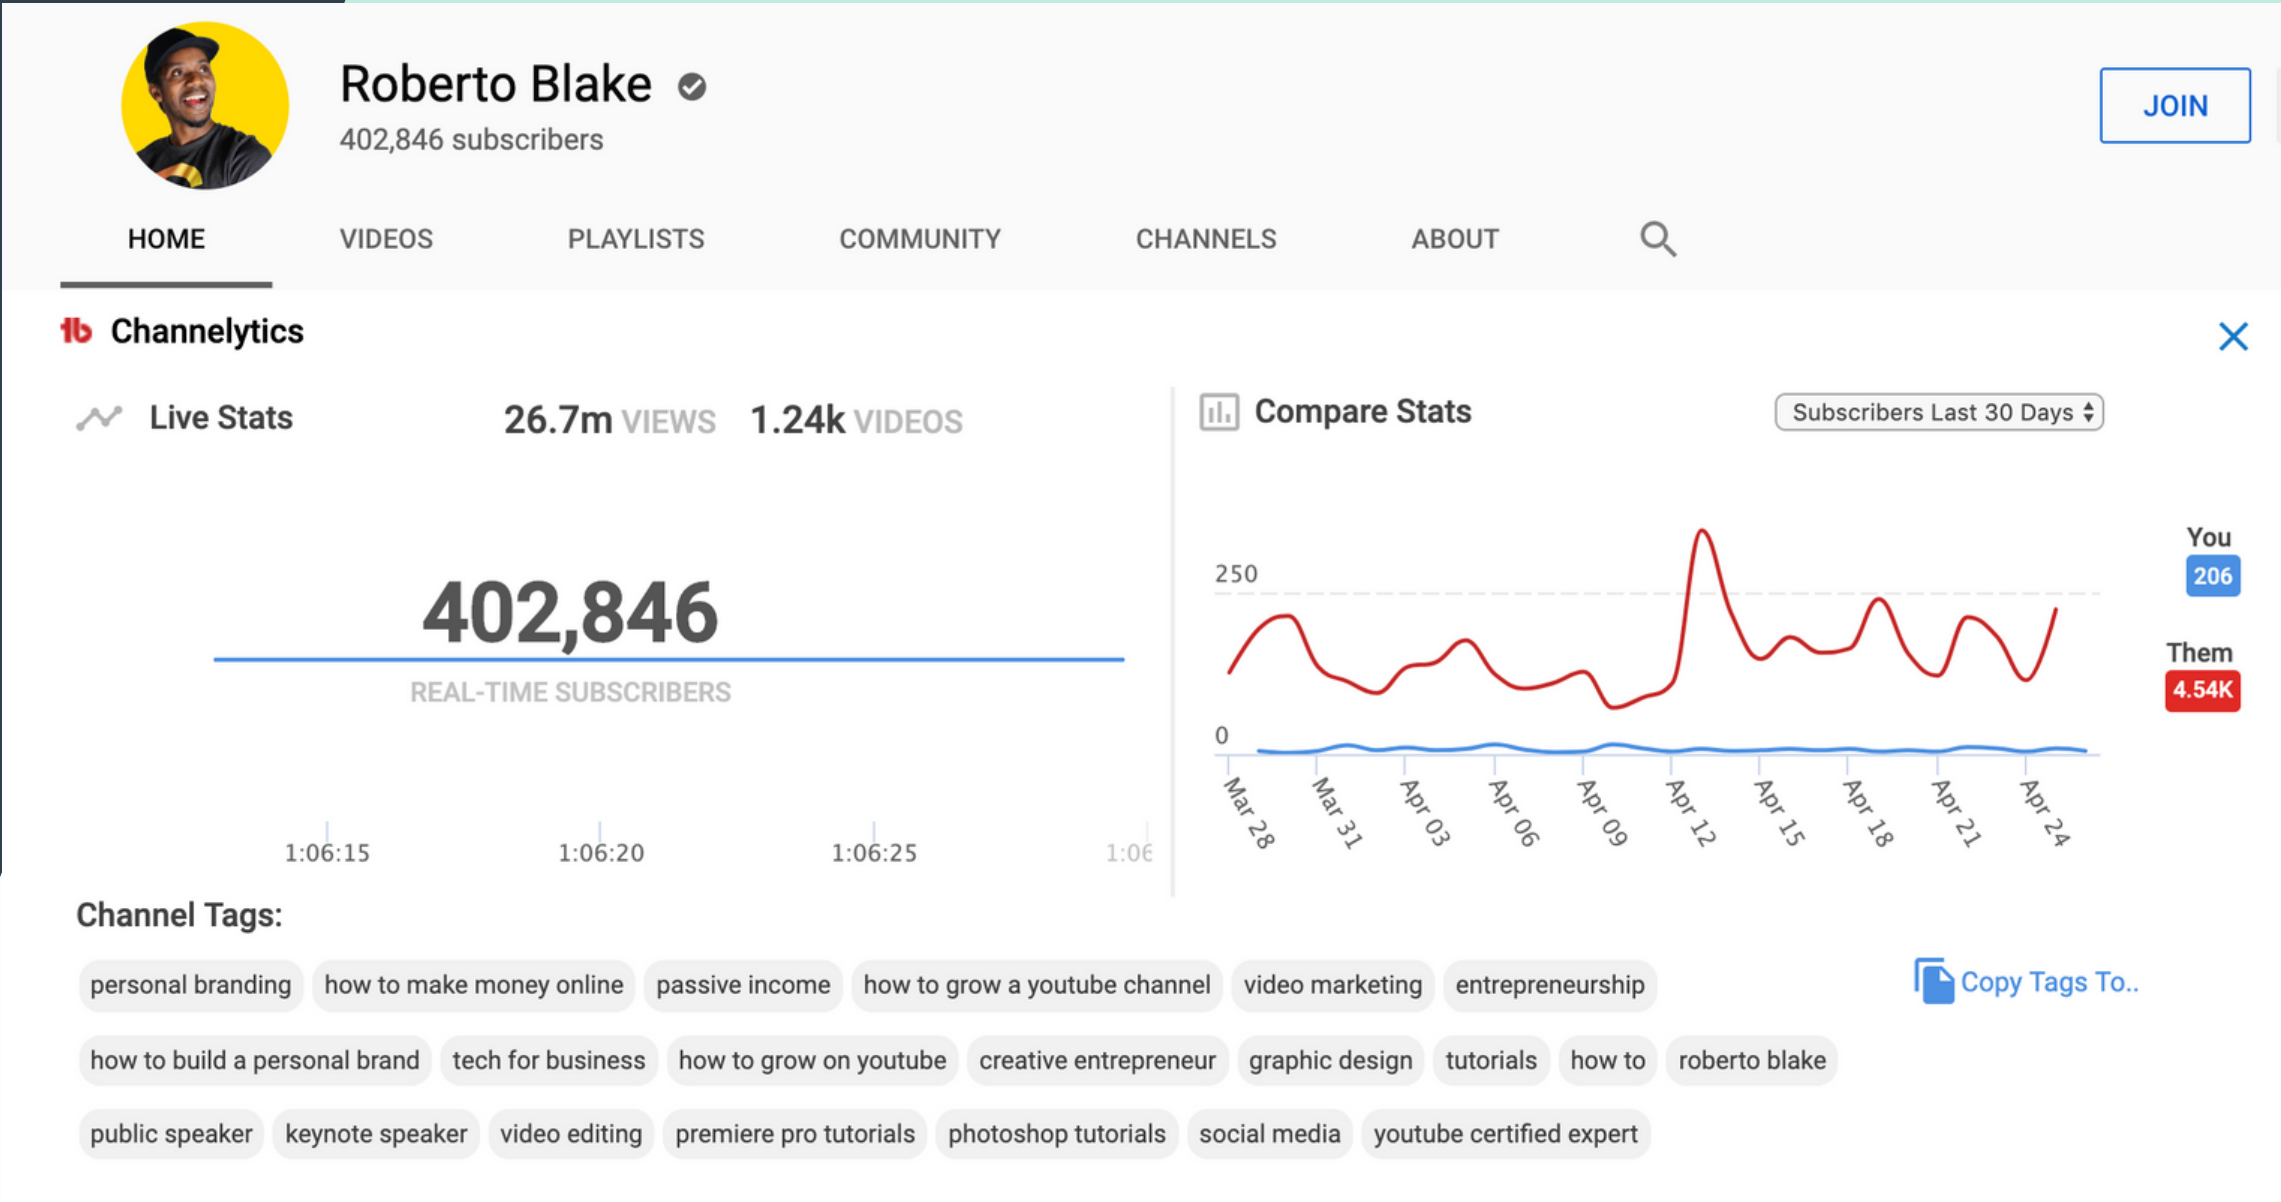 Roberto Blake
402,846 subscribers
JOIN
HOME VIDEOS PLAYLISTS COMMUNITY CHANNELS ABOUT
tb Channelytics
Live Stats 26.7m VIEWS 1.24k VIDEOS
402,846
REAL-TIME SUBSCRIBERS
1:06:15 1:06:20 1:06:25 1:06
Compare Stats Subscribers Last 30 Days
250
0
Mar 28 Mar 31 Apr 03 Apr 06 Apr 09 Apr 12 Apr 15 Apr 18 Apr 21 Apr 24
You
206
Them
4.54K
Channel Tags:
personal branding how to make money online passive income how to grow a youtube channel video marketing entrepreneurship
Copy Tags To..
how to build a personal brand tech for business how to grow on youtube creative entrepreneur graphic design tutorials how to roberto blake
public speaker keynote speaker video editing premiere pro tutorials photoshop tutorials social media youtube certified expert